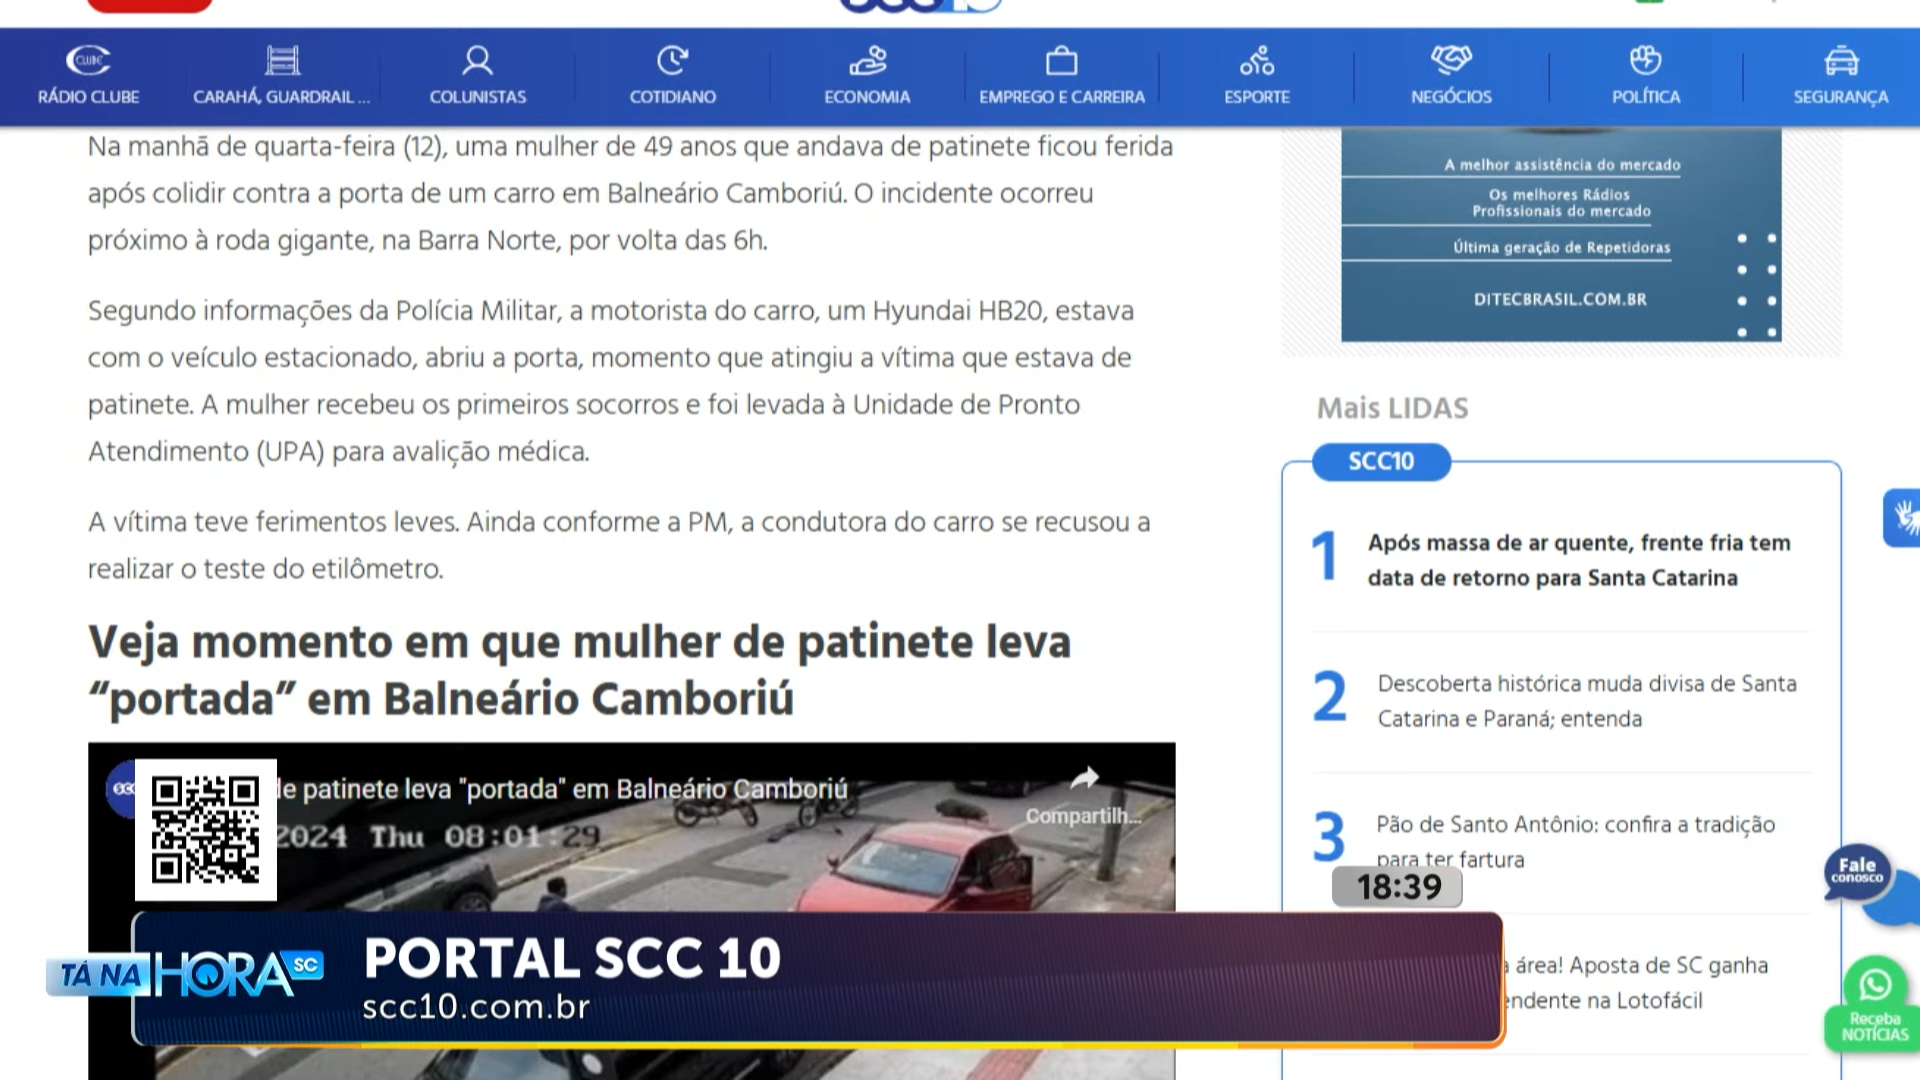 CLUBE
RÁDIO CLUBE
CARAHÁ, GUARDRAIL ...
COLUNISTAS
COTIDIANO
ECONOMIA
EMPREGO E CARREIRA
ESPORTE
NEGÓCIOS
POLÍTICA
SEGURANÇA
Na manhã de quarta-feira (12), uma mulher de 49 anos que andava de patinete ficou ferida
após colidir contra a porta de um carro em Balneário Camboriú. O incidente ocorreu
próximo à roda gigante, na Barra Norte, por volta das 6h.
Segundo informações da Polícia Militar, a motorista do carro, um Hyundai HB20, estava
com o veículo estacionado, abriu a porta, momento que atingiu a vítima que estava de
patinete. A mulher recebeu os primeiros socorros e foi levada à Unidade de Pronto
Atendimento (UPA) para avalição médica.
A vítima teve ferimentos leves. Ainda conforme a PM, a condutora do carro se recusou a
realizar o teste do etilômetro.
Veja momento em que mulher de patinete leva
“portada” em Balneário Camboriú
de patinete leva "portada" em Balneário Camboriú
Compartilh...
2024 Thu 08:01:29
A melhor assistência do mercado
Os melhores Rádios
Profissionais do mercado
Última geração de Repetidoras
DITECBRASIL.COM.BR
Mais LIDAS
SCC10
1
Após massa de ar quente, frente fria tem
data de retorno para Santa Catarina
2
Descoberta histórica muda divisa de Santa
Catarina e Paraná; entenda
3
Pão de Santo Antônio: confira a tradição
para ter fartura
área! Aposta de SC ganha
na Lotofácil
Fale
conosco
Receba
NOTÍCIAS
18:39
TÁ NA HORA SC
PORTAL SCC 10
scc10.com.br